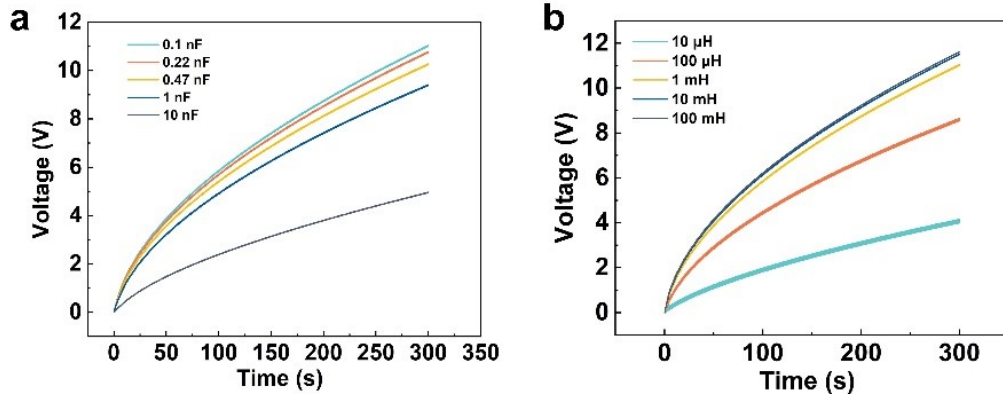 a
12
10
8
6
4
2
0
Voltage (V)
0.1 nF
0.22 nF
0.47 nF
1 nF
10 nF
0 50 100 150 200 250 300 350
Time (s)
b
12
10
8
6
4
2
0
Voltage (V)
10 μH
100 μH
1 mH
10 mH
100 mH
0 100 200 300
Time (s)